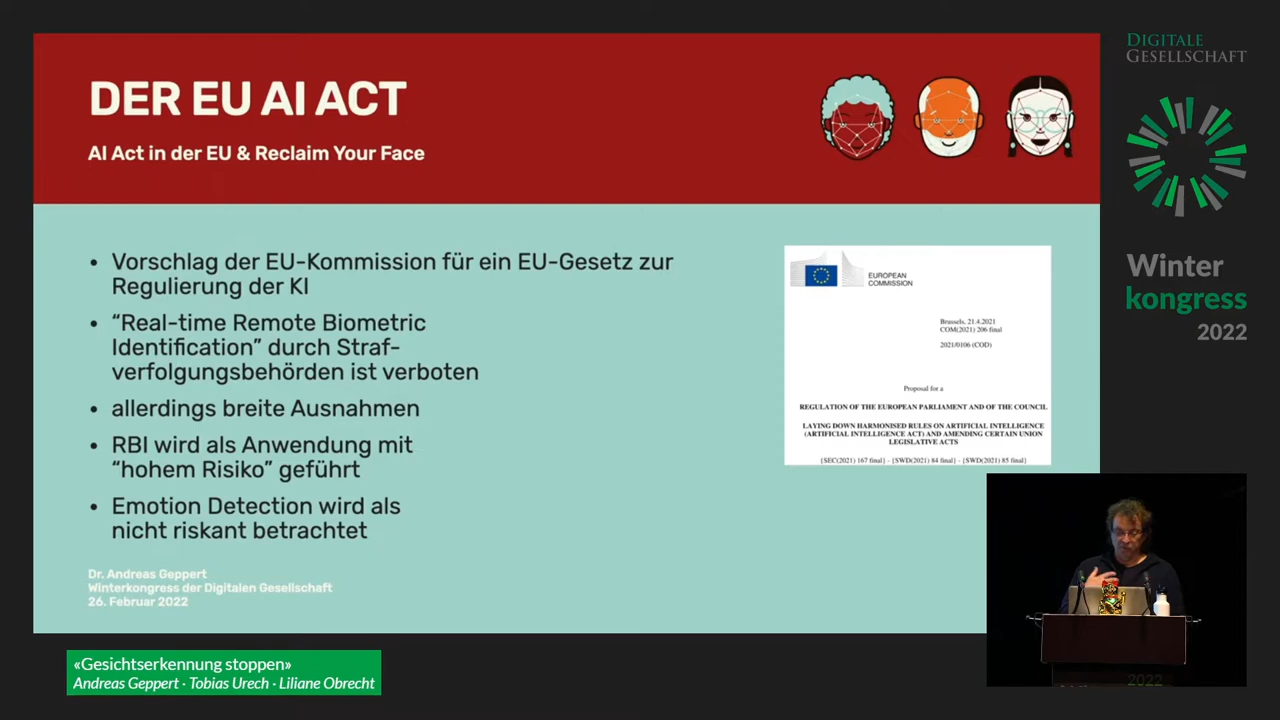 DER EU AI ACT
AI Act in der EU & Reclaim Your Face
• Vorschlag der EU-Kommission für ein EU-Gesetz zur
Regulierung der KI
• “Real-time Remote Biometric
Identification” durch Straf-
verfolgungsbehörden ist verboten
• allerdings breite Ausnahmen
• RBI wird als Anwendung mit
“hohem Risiko” geführt
• Emotion Detection wird als
nicht riskant betrachtet
Dr. Andreas Geppert
Winterkongress der Digitalen Gesellschaft
26. Februar 2022
EUROPEAN
COMMISSION
Brussels, 21.4.2021
COM(2021) 206 final
2021/0106 (COD)
Proposal for a
REGULATION OF THE EUROPEAN PARLIAMENT AND OF THE COUNCIL
LAYING DOWN HARMONISED RULES ON ARTIFICIAL INTELLIGENCE
(ARTIFICIAL INTELLIGENCE ACT) AND AMENDING CERTAIN UNION
LEGISLATIVE ACTS
{SEC(2021) 167 final} - {SWD(2021) 84 final} - {SWD(2021) 85 final}
DIGITALE
GESELLSCHAFT
Winter
kongress
2022
2022
«Gesichtserkennung stoppen»
Andreas Geppert · Tobias Urech · Liliane Obrecht